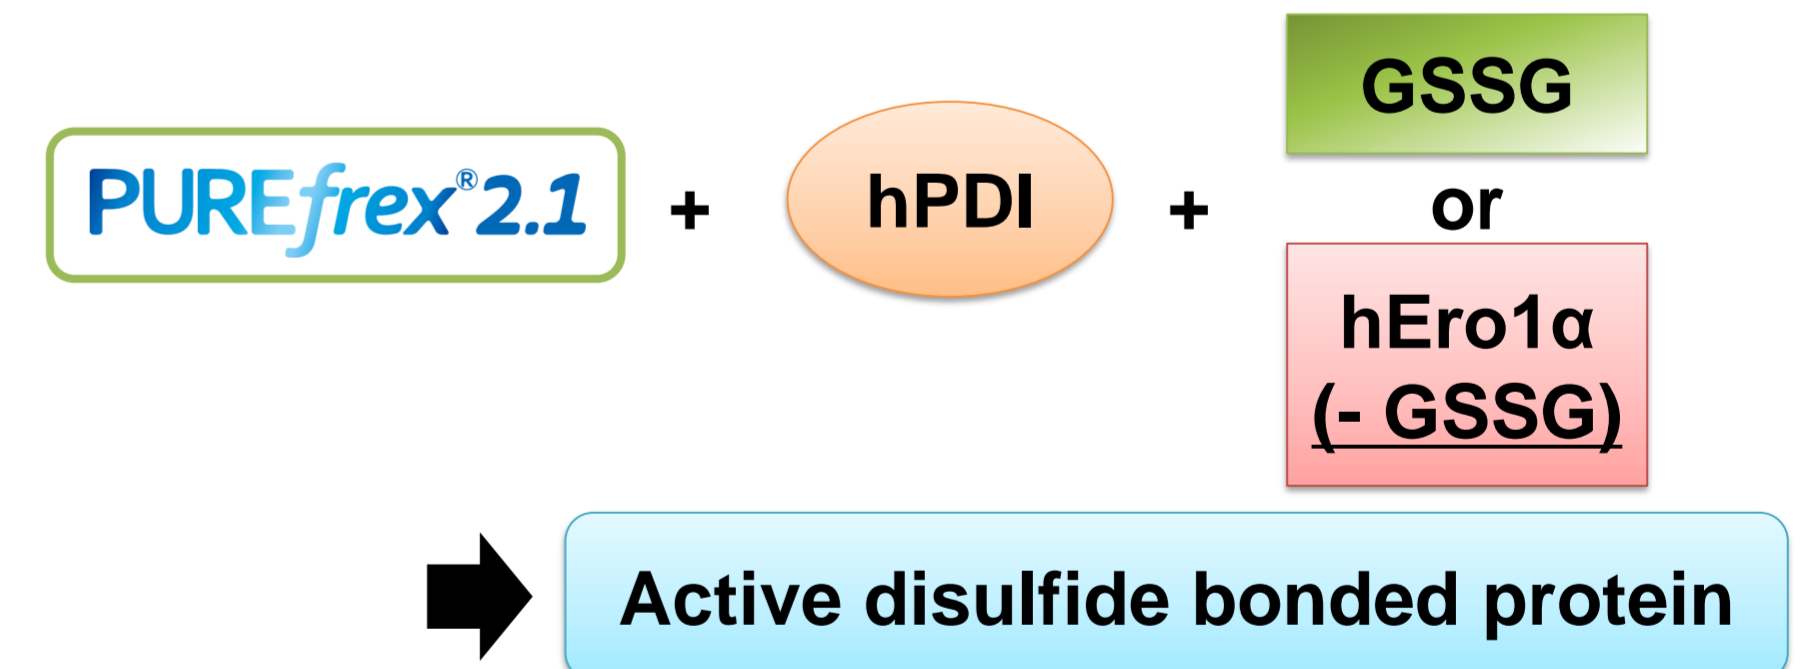 GSSG
PUREfrex®2.1 + hPDI + or
hEro1α
(- GSSG)
Active disulfide bonded protein